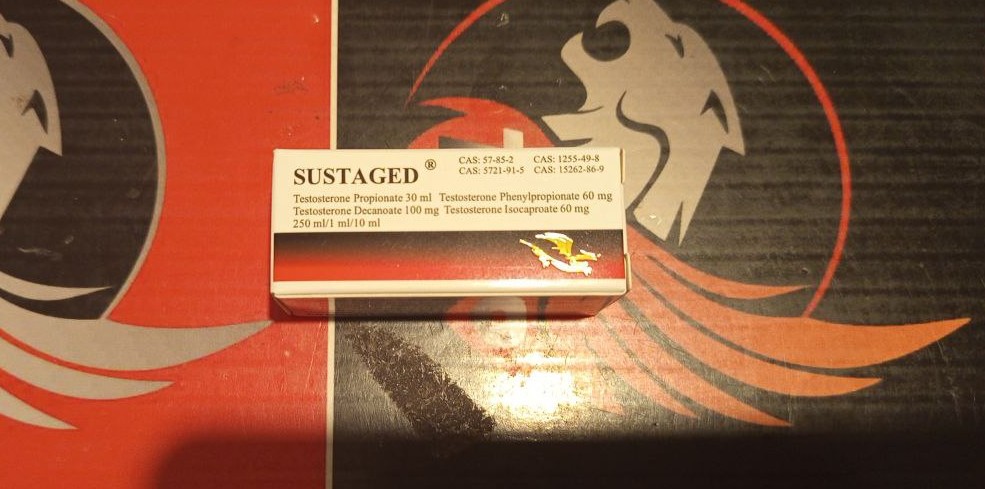 SUSTAGED ®
CAS: 57-85-2 CAS: 1255-49-8
CAS: 5721-91-5 CAS: 15262-86-9
Testosterone Propionate 30 ml Testosterone Phenylpropionate 60 mg
Testosterone Decanoate 100 mg Testosterone Isocaproate 60 mg
250 ml/1 ml/10 ml